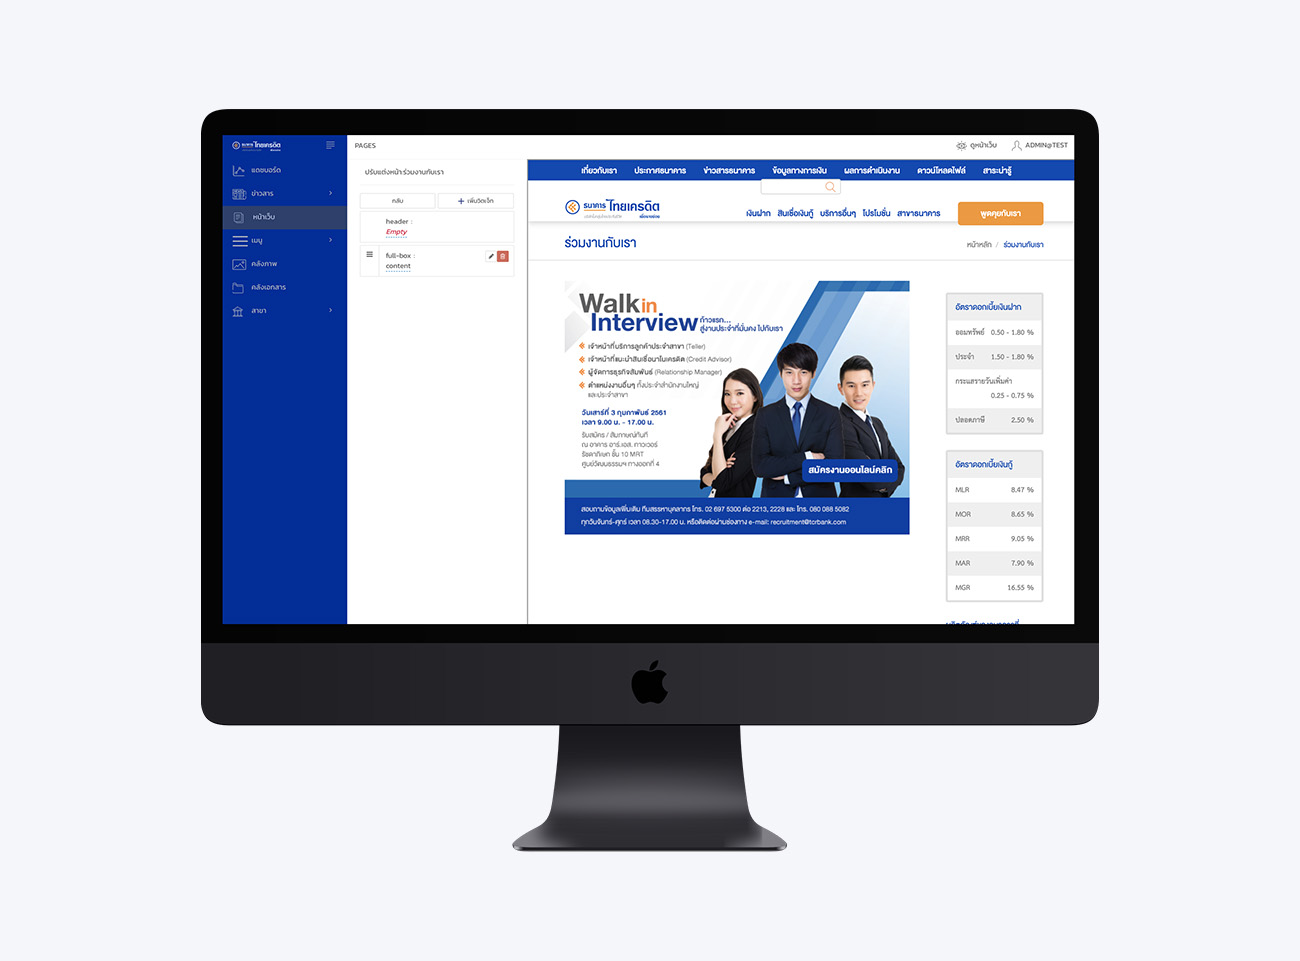 ธนาคาร ไทยเครดิต
PAGES
ดูหน้าเว็บ
ADMIN@TEST
แดชบอร์ด
ข่าวสาร
หน้าเว็บ
เมนู
คลังภาพ
คลังเอกสาร
สาขา
ปรับแต่งหน้า:ร่วมงานกับเรา
กลับ
+ เพิ่มวิดเจ็ท
header :
Empty
full-box :
content
เกี่ยวกับเรา ประกาศธนาคาร ข่าวสารธนาคาร ข้อมูลทางการเงิน ผลการดำเนินงาน ดาวน์โหลดไฟล์ สาระน่ารู้
ธนาคาร ไทยเครดิต
เพื่อรายย่อย
เงินฝาก สินเชื่อเงินกู้ บริการอื่นๆ โปรโมชั่น สาขาธนาคาร
พูดคุยกับเรา
ร่วมงานกับเรา
หน้าหลัก / ร่วมงานกับเรา
Walk in
Interview
ก้าวแรก...
สู่งานประจำที่มั่นคง ไปกับเรา
เจ้าหน้าที่บริการลูกค้าประจำสาขา (Teller)
เจ้าหน้าที่แนะนำสินเชื่อนาโนเครดิต (Credit Advisor)
ผู้จัดการธุรกิจสัมพันธ์ (Relationship Manager)
ตำแหน่งงานอื่นๆ ทั้งประจำสำนักงานใหญ่
และประจำสาขา
วันเสาร์ที่ 3 กุมภาพันธ์ 2561
เวลา 9.00 น. - 17.00 น.
รับสมัคร / สัมภาษณ์ทันที
ณ อาคาร อาร์.เอส. ทาวเวอร์
รัชดาภิเษก ชั้น 10 MRT
ศูนย์วัฒนธรรมฯ ทางออกที่ 4
สมัครงานออนไลน์คลิก
สอบถามข้อมูลเพิ่มเติม ทีมสรรหาบุคลากร โทร. 02 697 5300 ต่อ 2213, 2228 และ โทร. 080 088 5082
ทุกวันจันทร์-ศุกร์ เวลา 08.30-17.00 น. หรือติดต่อผ่านช่องทาง e-mail: recruitment@tcrbank.com
อัตราดอกเบี้ยเงินฝาก
ออมทรัพย์ 0.50 - 1.80 %
ประจำ 1.50 - 1.80 %
กระแสรายวันเพิ่มค่า
0.25 - 0.75 %
ปลอดภาษี 2.50 %
อัตราดอกเบี้ยเงินกู้
MLR 8.47 %
MOR 8.65 %
MRR 9.05 %
MAR 7.90 %
MGR 16.55 %